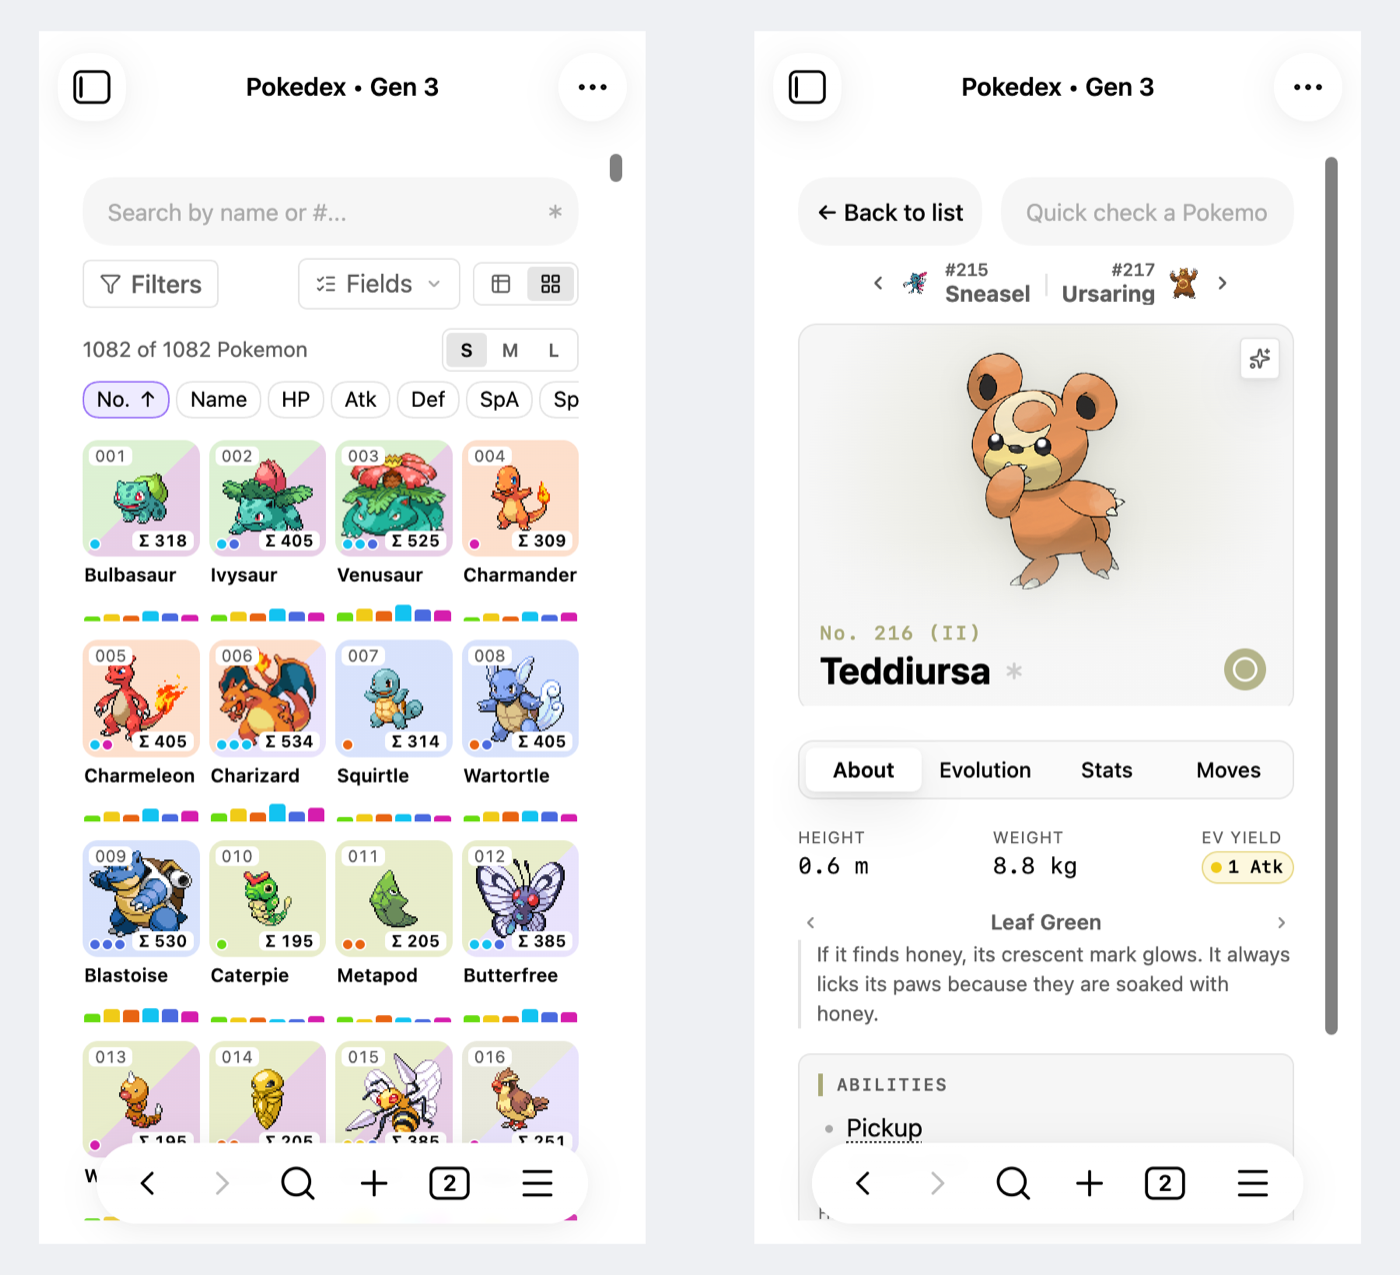 Pokedex • Gen 3
Search by name or #... *
Filters
Fields
1082 of 1082 Pokemon
S M L
No. ↑ Name HP Atk Def SpA Sp
001 002 003 004
Σ 318 Σ 405 Σ 525 Σ 309
Bulbasaur Ivysaur Venusaur Charmander
005 006 007 008
Σ 405 Σ 534 Σ 314 Σ 405
Charmeleon Charizard Squirtle Wartortle
009 010 011 012
Σ 530 Σ 195 Σ 205 Σ 385
Blastoise Caterpie Metapod Butterfree
013 014 015 016
Σ 195 Σ 205 Σ 385 Σ 251
2
Pokedex • Gen 3
← Back to list
Quick check a Pokemo
#215 #217
Sneasel Ursaring
No. 216 (II)
Teddiursa *
About Evolution Stats Moves
HEIGHT WEIGHT EV YIELD
0.6 m 8.8 kg 1 Atk
Leaf Green
If it finds honey, its crescent mark glows. It always
licks its paws because they are soaked with
honey.
ABILITIES
• Pickup
2